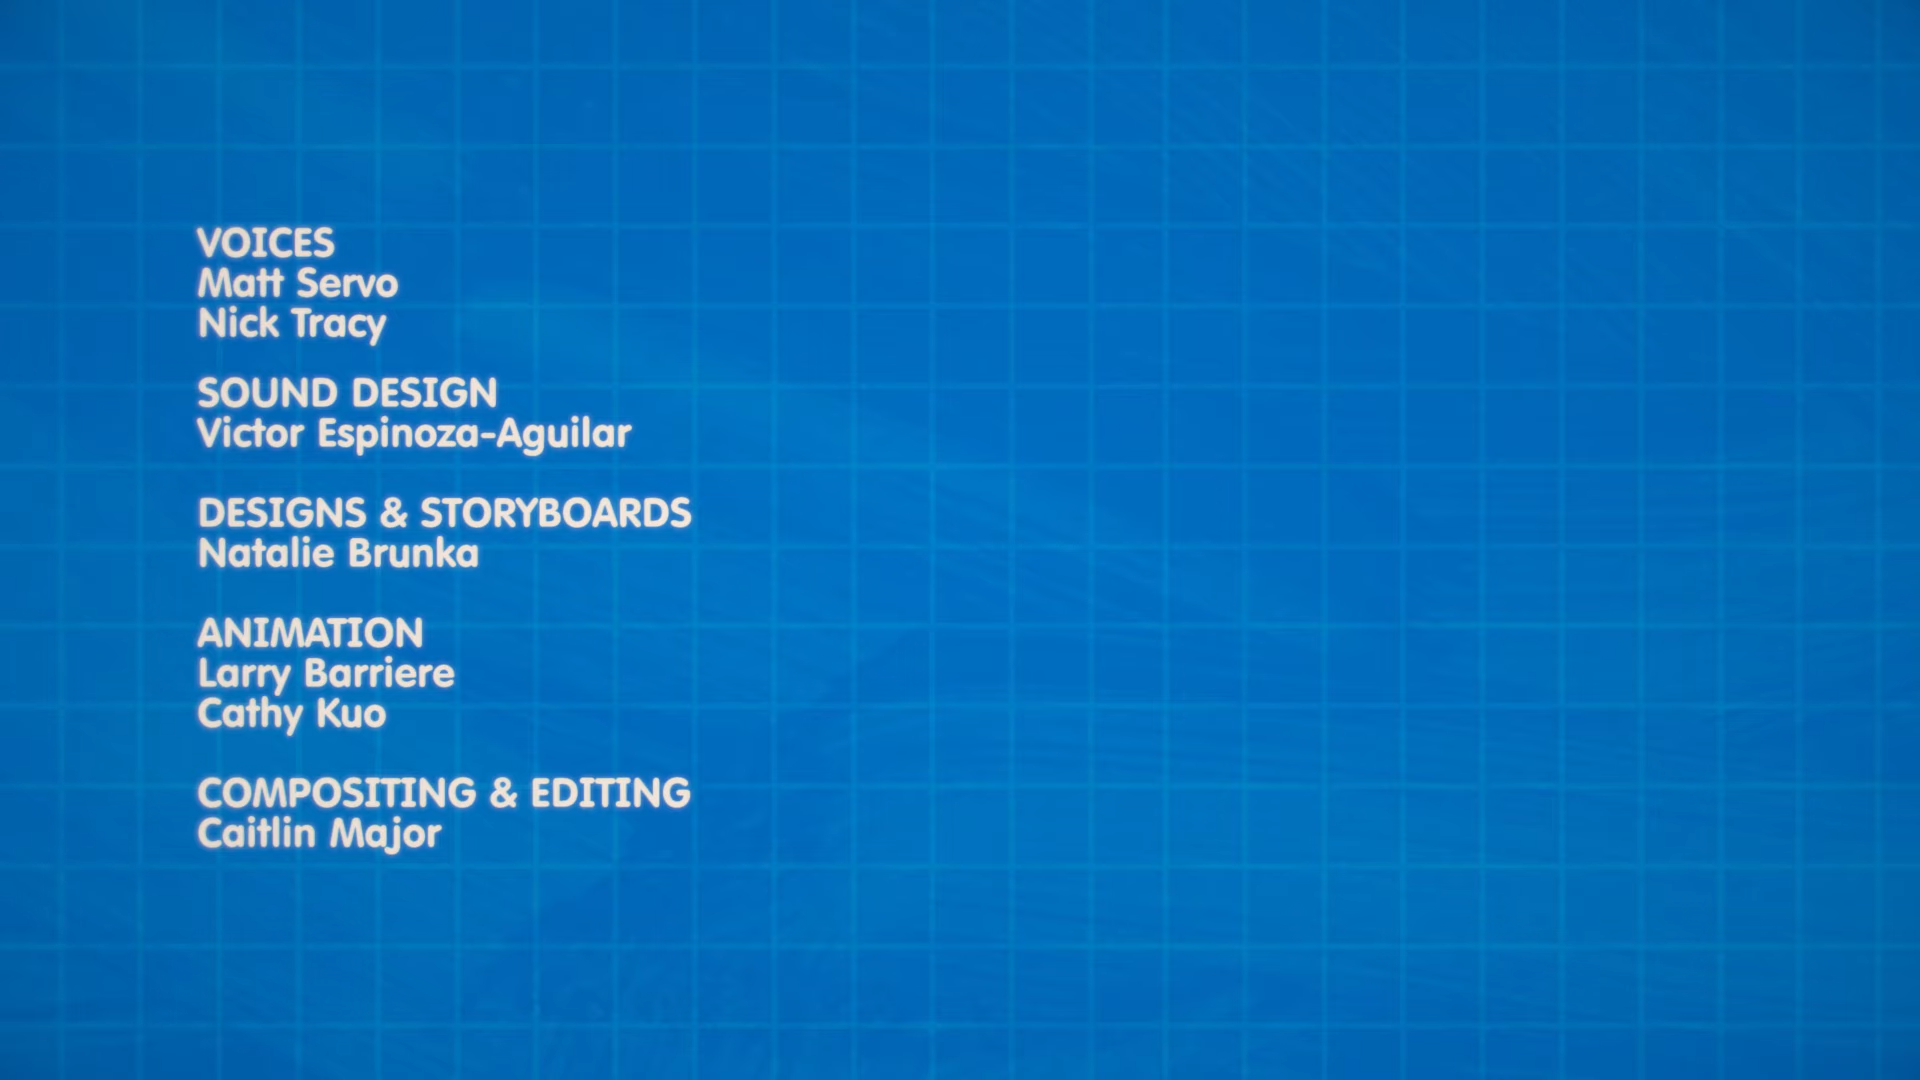 VOICES
Matt Servo
Nick Tracy
SOUND DESIGN
Victor Espinoza-Aguilar
DESIGNS & STORYBOARDS
Natalie Brunka
ANIMATION
Larry Barriere
Cathy Kuo
COMPOSITING & EDITING
Caitlin Major